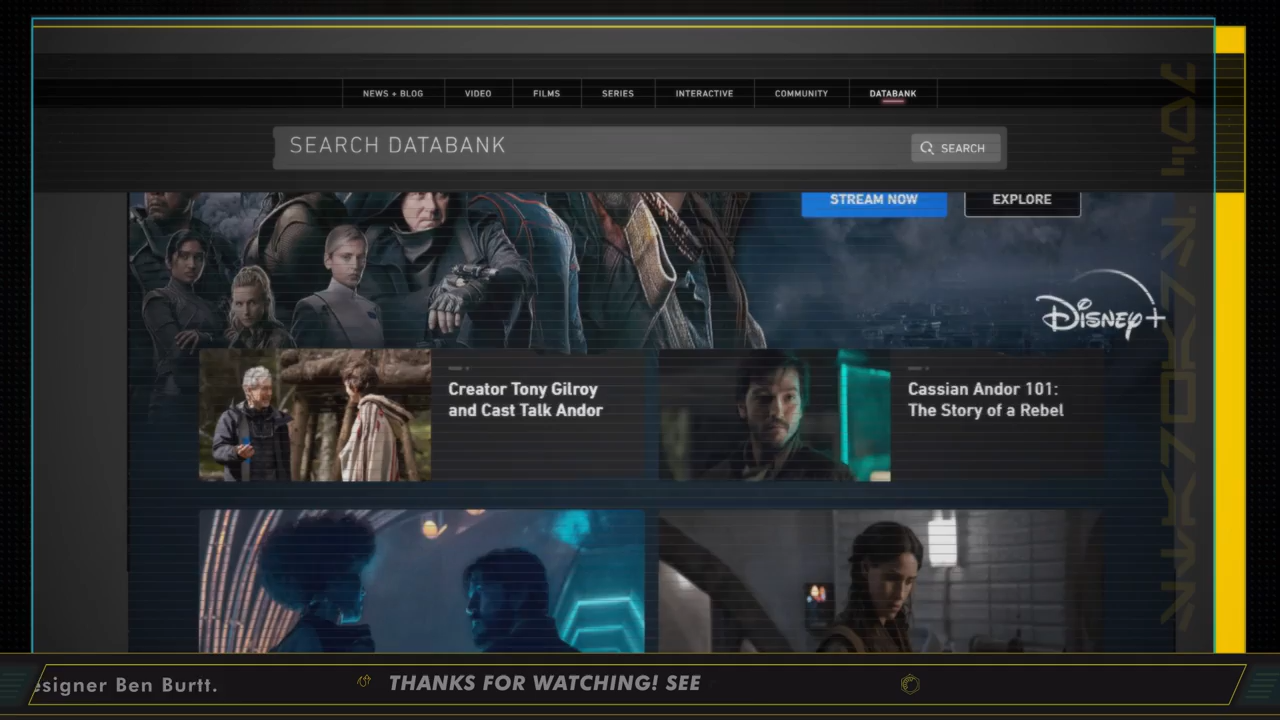 NEWS + BLOG
VIDEO
FILMS
SERIES
INTERACTIVE
COMMUNITY
DATABANK
SEARCH DATABANK
SEARCH
STREAM NOW
EXPLORE
Disney+
Creator Tony Gilroy
and Cast Talk Andor
Cassian Andor 101:
The Story of a Rebel
esigner Ben Burtt.
THANKS FOR WATCHING! SEE